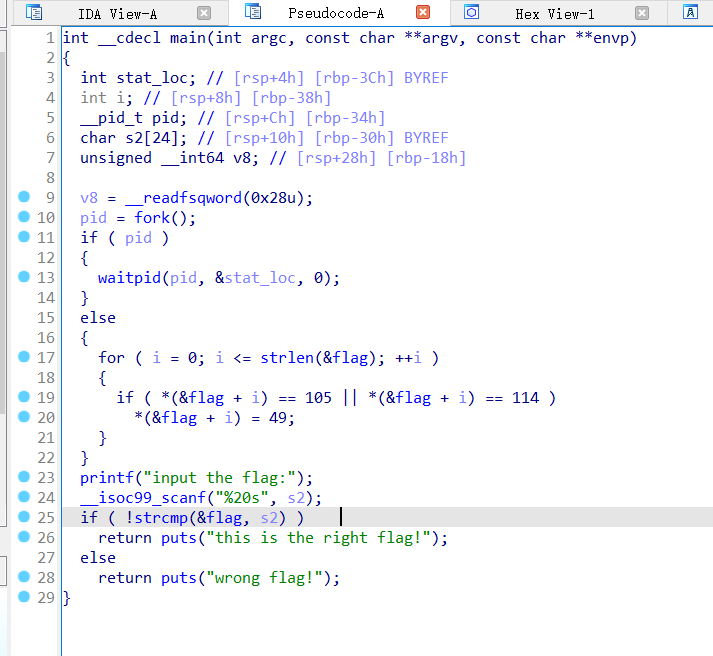 IDA View-A Pseudocode-A Hex View-1 A
1 int __cdecl main(int argc, const char **argv, const char **envp)
2 {
3   int stat_loc; // [rsp+4h] [rbp-3Ch] BYREF
4   int i; // [rsp+8h] [rbp-38h]
5   __pid_t pid; // [rsp+Ch] [rbp-34h]
6   char s2[24]; // [rsp+10h] [rbp-30h] BYREF
7   unsigned __int64 v8; // [rsp+28h] [rbp-18h]
8
9   v8 = __readfsqword(0x28u);
10   pid = fork();
11   if ( pid )
12   {
13     waitpid(pid, &stat_loc, 0);
14   }
15   else
16   {
17     for ( i = 0; i <= strlen(&flag); ++i )
18     {
19       if ( *(&flag + i) == 105 || *(&flag + i) == 114 )
20         *(&flag + i) = 49;
21     }
22   }
23   printf("input the flag:");
24   __isoc99_scanf("%20s", s2);
25   if ( !strcmp(&flag, s2) )
26     return puts("this is the right flag!");
27   else
28     return puts("wrong flag!");
29 }